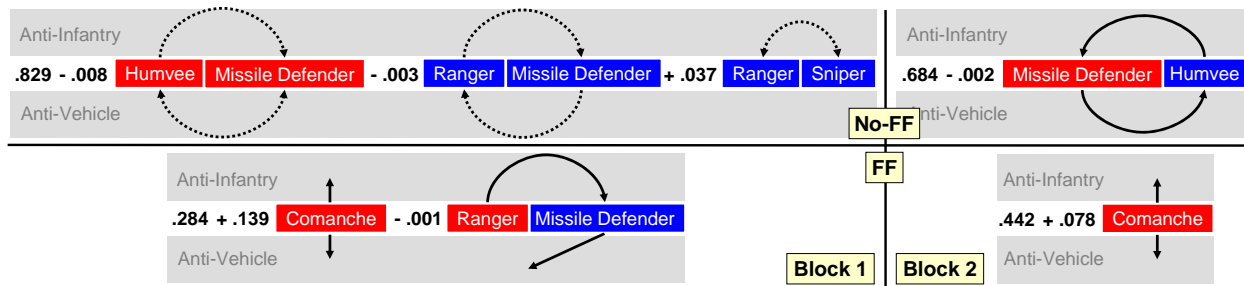 Anti-Infantry
.829 - .008 Humvee Missile Defender - .003 Ranger Missile Defender + .037 Ranger Sniper
Anti-Vehicle
Anti-Infantry
.684 - .002 Missile Defender Humvee
Anti-Vehicle
No-FF
FF
Anti-Infantry
.284 + .139 Comanche - .001 Ranger Missile Defender
Anti-Vehicle
Block 1
Anti-Infantry
.442 + .078 Comanche
Anti-Vehicle
Block 2